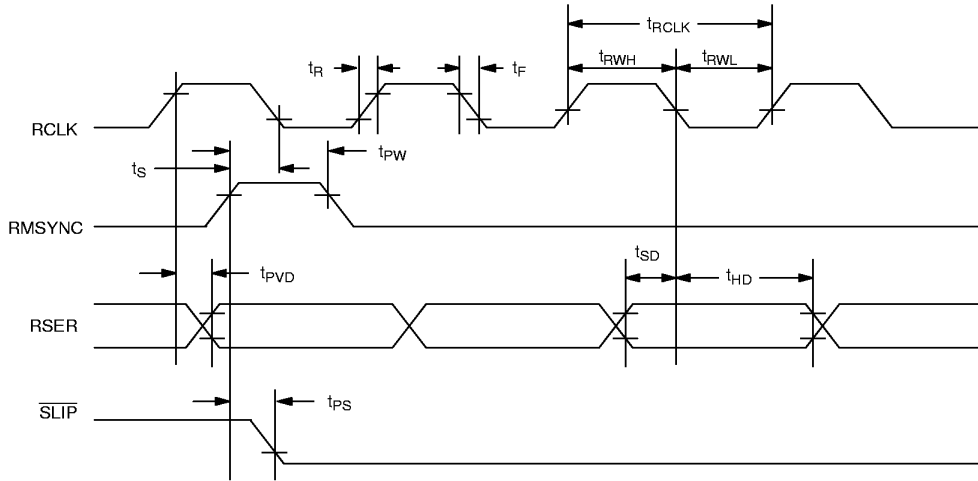 tRCLK
tRWH
tRWL
tR
tF
RCLK
tS
tPW
RMSYNC
tPVD
tSD
tHD
RSER
SLIP
tPS